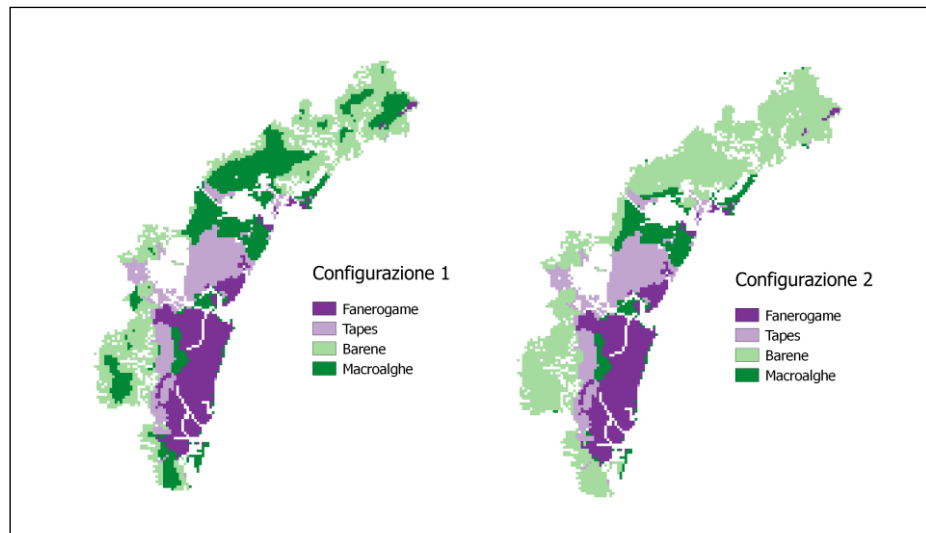 Configurazione 1
Fanerogame
Tapes
Barene
Macroalghe
Configurazione 2
Fanerogame
Tapes
Barene
Macroalghe